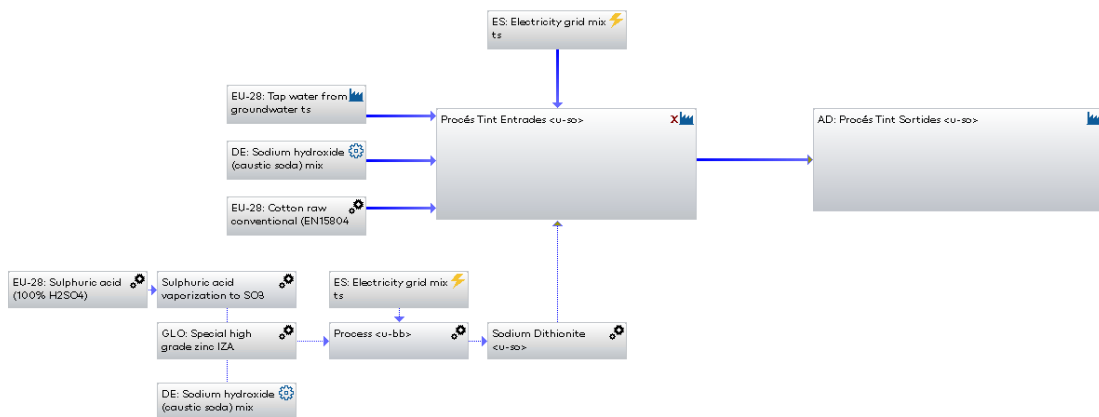 ES: Electricity grid mix
ts
EU-28: Tap water from
groundwater ts
Procés Tint Entrades <u-so>
X
AD: Procés Tint Sortides <u-so>
DE: Sodium hydroxide
(caustic soda) mix
EU-28: Cotton raw
conventional (EN15804
EU-28: Sulphuric acid
(100% H2SO4)
Sulphuric acid
vaporization to SO3
ES: Electricity grid mix
ts
GLO: Special high
grade zinc IZA
Process <u-bb>
Sodium Dithionite
<u-so>
DE: Sodium hydroxide
(caustic soda) mix